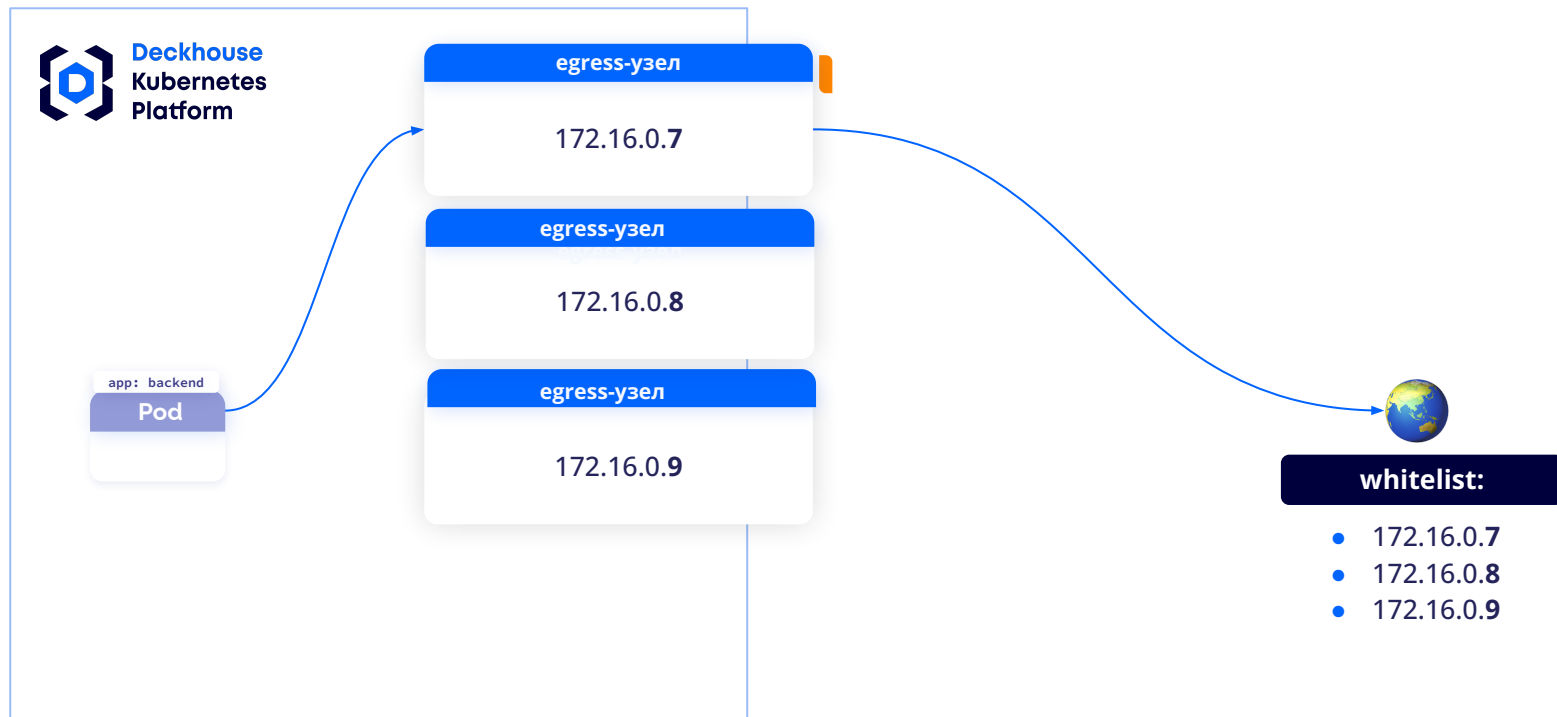 Deckhouse
Kubernetes
Platform
egress-узел
172.16.0.7
egress-узел
172.16.0.8
egress-узел
172.16.0.9
app: backend
Pod
whitelist:
172.16.0.7
172.16.0.8
172.16.0.9